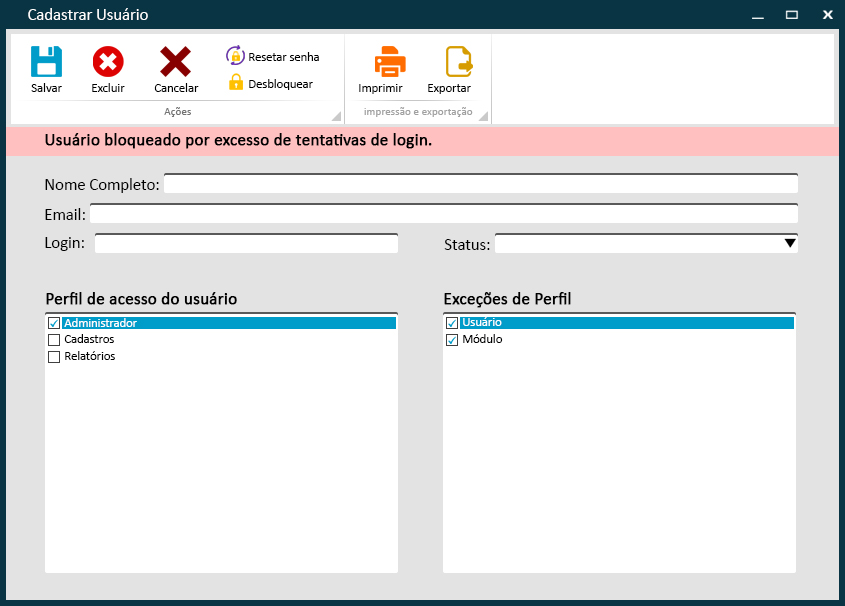 Cadastrar Usuário
Salvar
Excluir
Cancelar
Resetar senha
Desbloquear
Ações
Imprimir
Exportar
impressão e exportação
Usuário bloqueado por excesso de tentativas de login.
Nome Completo:
Email:
Login:
Status:
Perfil de acesso do usuário
Administrador
Cadastros
Relatórios
Exceções de Perfil
Usuário
Módulo